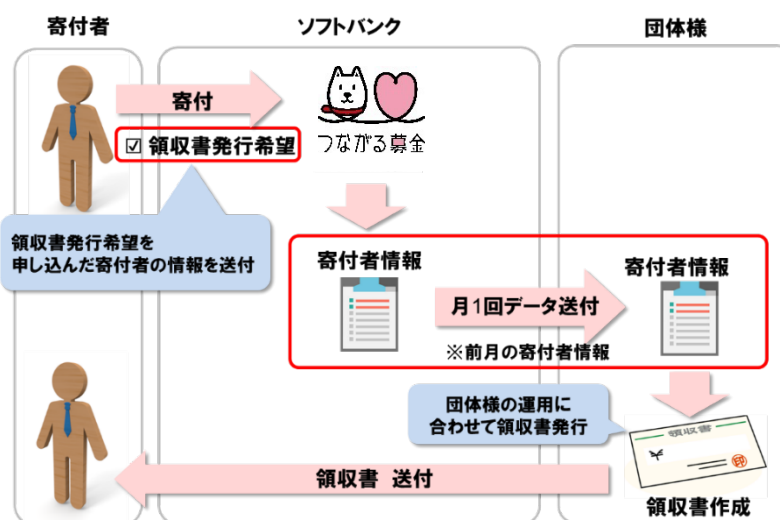 寄付者
ソフトバンク
団体様
寄付
☑ 領収書発行希望
つながる募金
領収書発行希望を
申し込んだ寄付者の情報を送付
寄付者情報
寄付者情報
月1回データ送付
※前月の寄付者情報
団体様の運用に
合わせて領収書発行
領収書
¥
印
領収書 送付
領収書作成